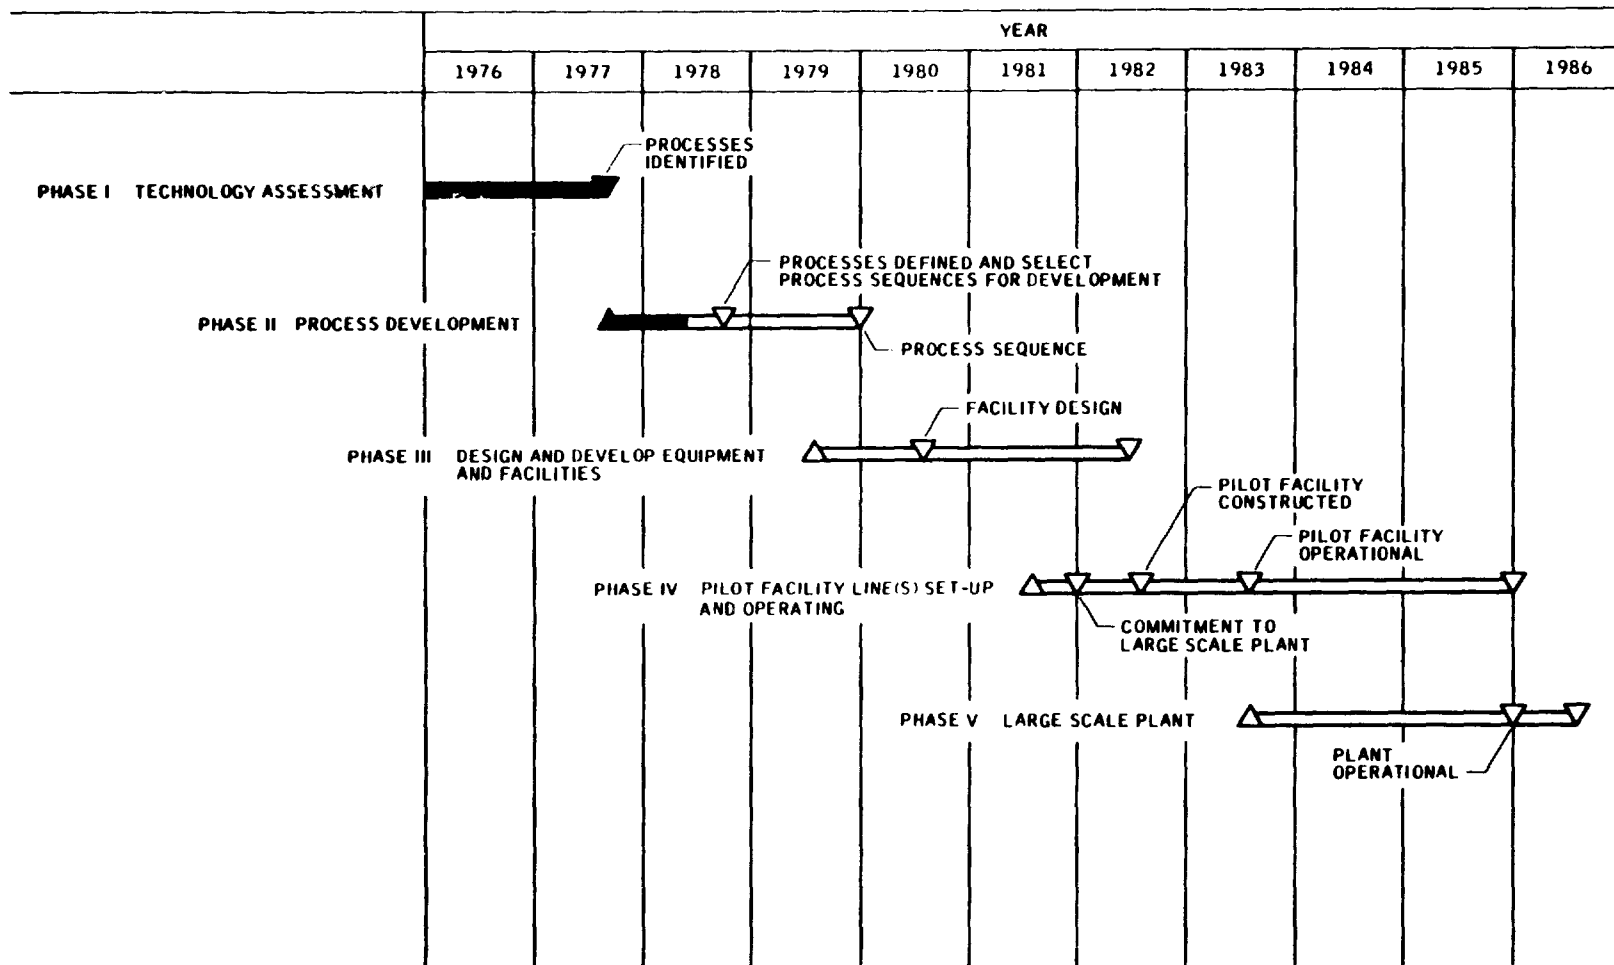 YEAR
1976 1977 1978 1979 1980 1981 1982 1983 1984 1985 1986
PROCESSES
IDENTIFIED
PHASE I TECHNOLOGY ASSESSMENT
PROCESSES DEFINED AND SELECT
PROCESS SEQUENCES FOR DEVELOPMENT
PHASE II PROCESS DEVELOPMENT
PROCESS SEQUENCE
FACILITY DESIGN
PHASE III DESIGN AND DEVELOP EQUIPMENT
AND FACILITIES
PILOT FACILITY
CONSTRUCTED
PILOT FACILITY
OPERATIONAL
PHASE IV PILOT FACILITY LINE(S) SET-UP
AND OPERATING
COMMITMENT TO
LARGE SCALE PLANT
PHASE V LARGE SCALE PLANT
PLANT
OPERATIONAL